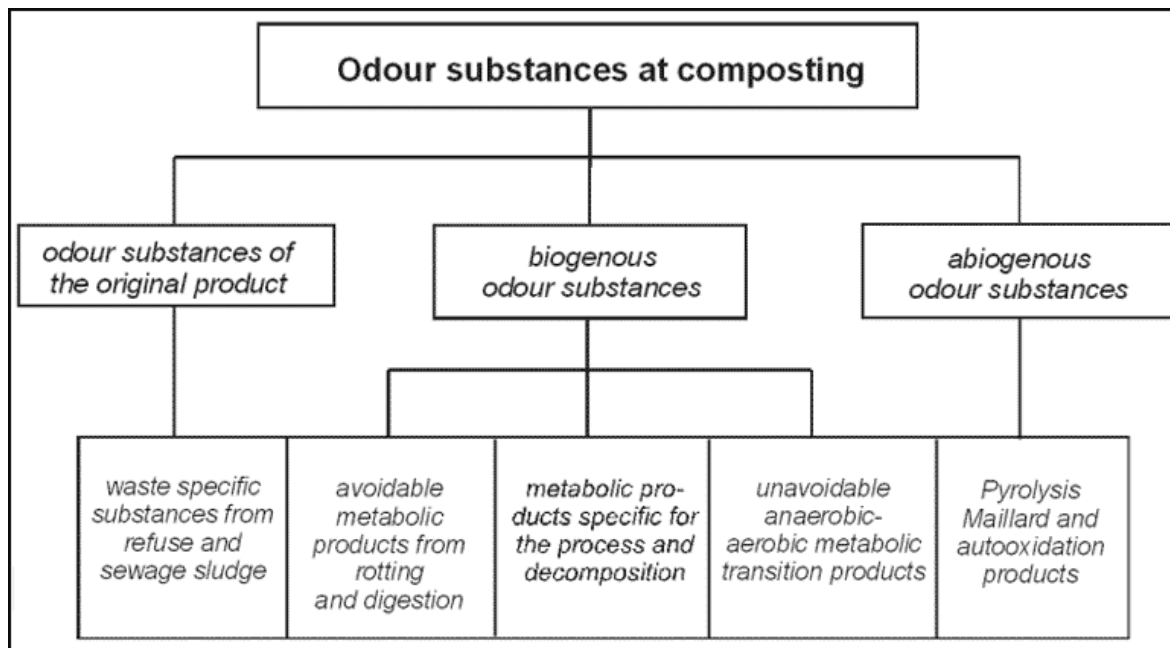 Odour substances at composting
odour substances of
the original product
biogenous
odour substances
abiogenous
odour substances
waste specific
substances from
refuse and
sewage sludge
avoidable
metabolic
products from
rotting
and digestion
metabolic pro-
ducts specific for
the process and
decomposition
unavoidable
anaerobic-
aerobic metabolic
transition products
Pyrolysis
Maillard and
autooxidation
products